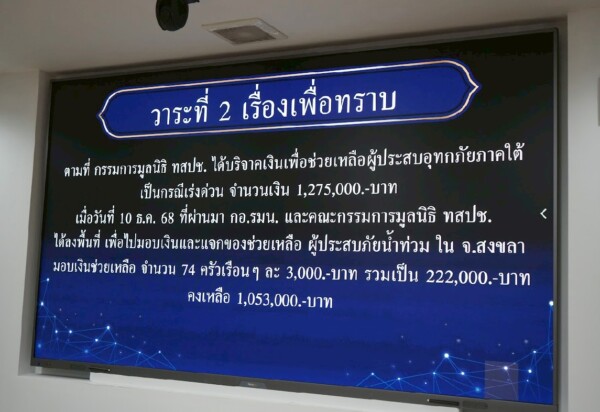 วาระที่ 2 เรื่องเพื่อทราบ
ตามที่ กรรมการมูลนิธิ ทสปช. ได้บริจาคเงินเพื่อช่วยเหลือผู้ประสบอุทกภัยภาคใต้
เป็นกรณีเร่งด่วน จำนวนเงิน 1,275,000.-บาท
เมื่อวันที่ 10 ธ.ค. 68 ที่ผ่านมา กอ.รมน. และคณะกรรมการมูลนิธิ ทสปช.
ได้ลงพื้นที่ เพื่อไปมอบเงินและแจกของช่วยเหลือ ผู้ประสบภัยน้ำท่วม ใน จ.สงขลา
มอบเงินช่วยเหลือ จำนวน 74 ครัวเรือนๆ ละ 3,000.-บาท รวมเป็น 222,000.-บาท
คงเหลือ 1,053,000.-บาท